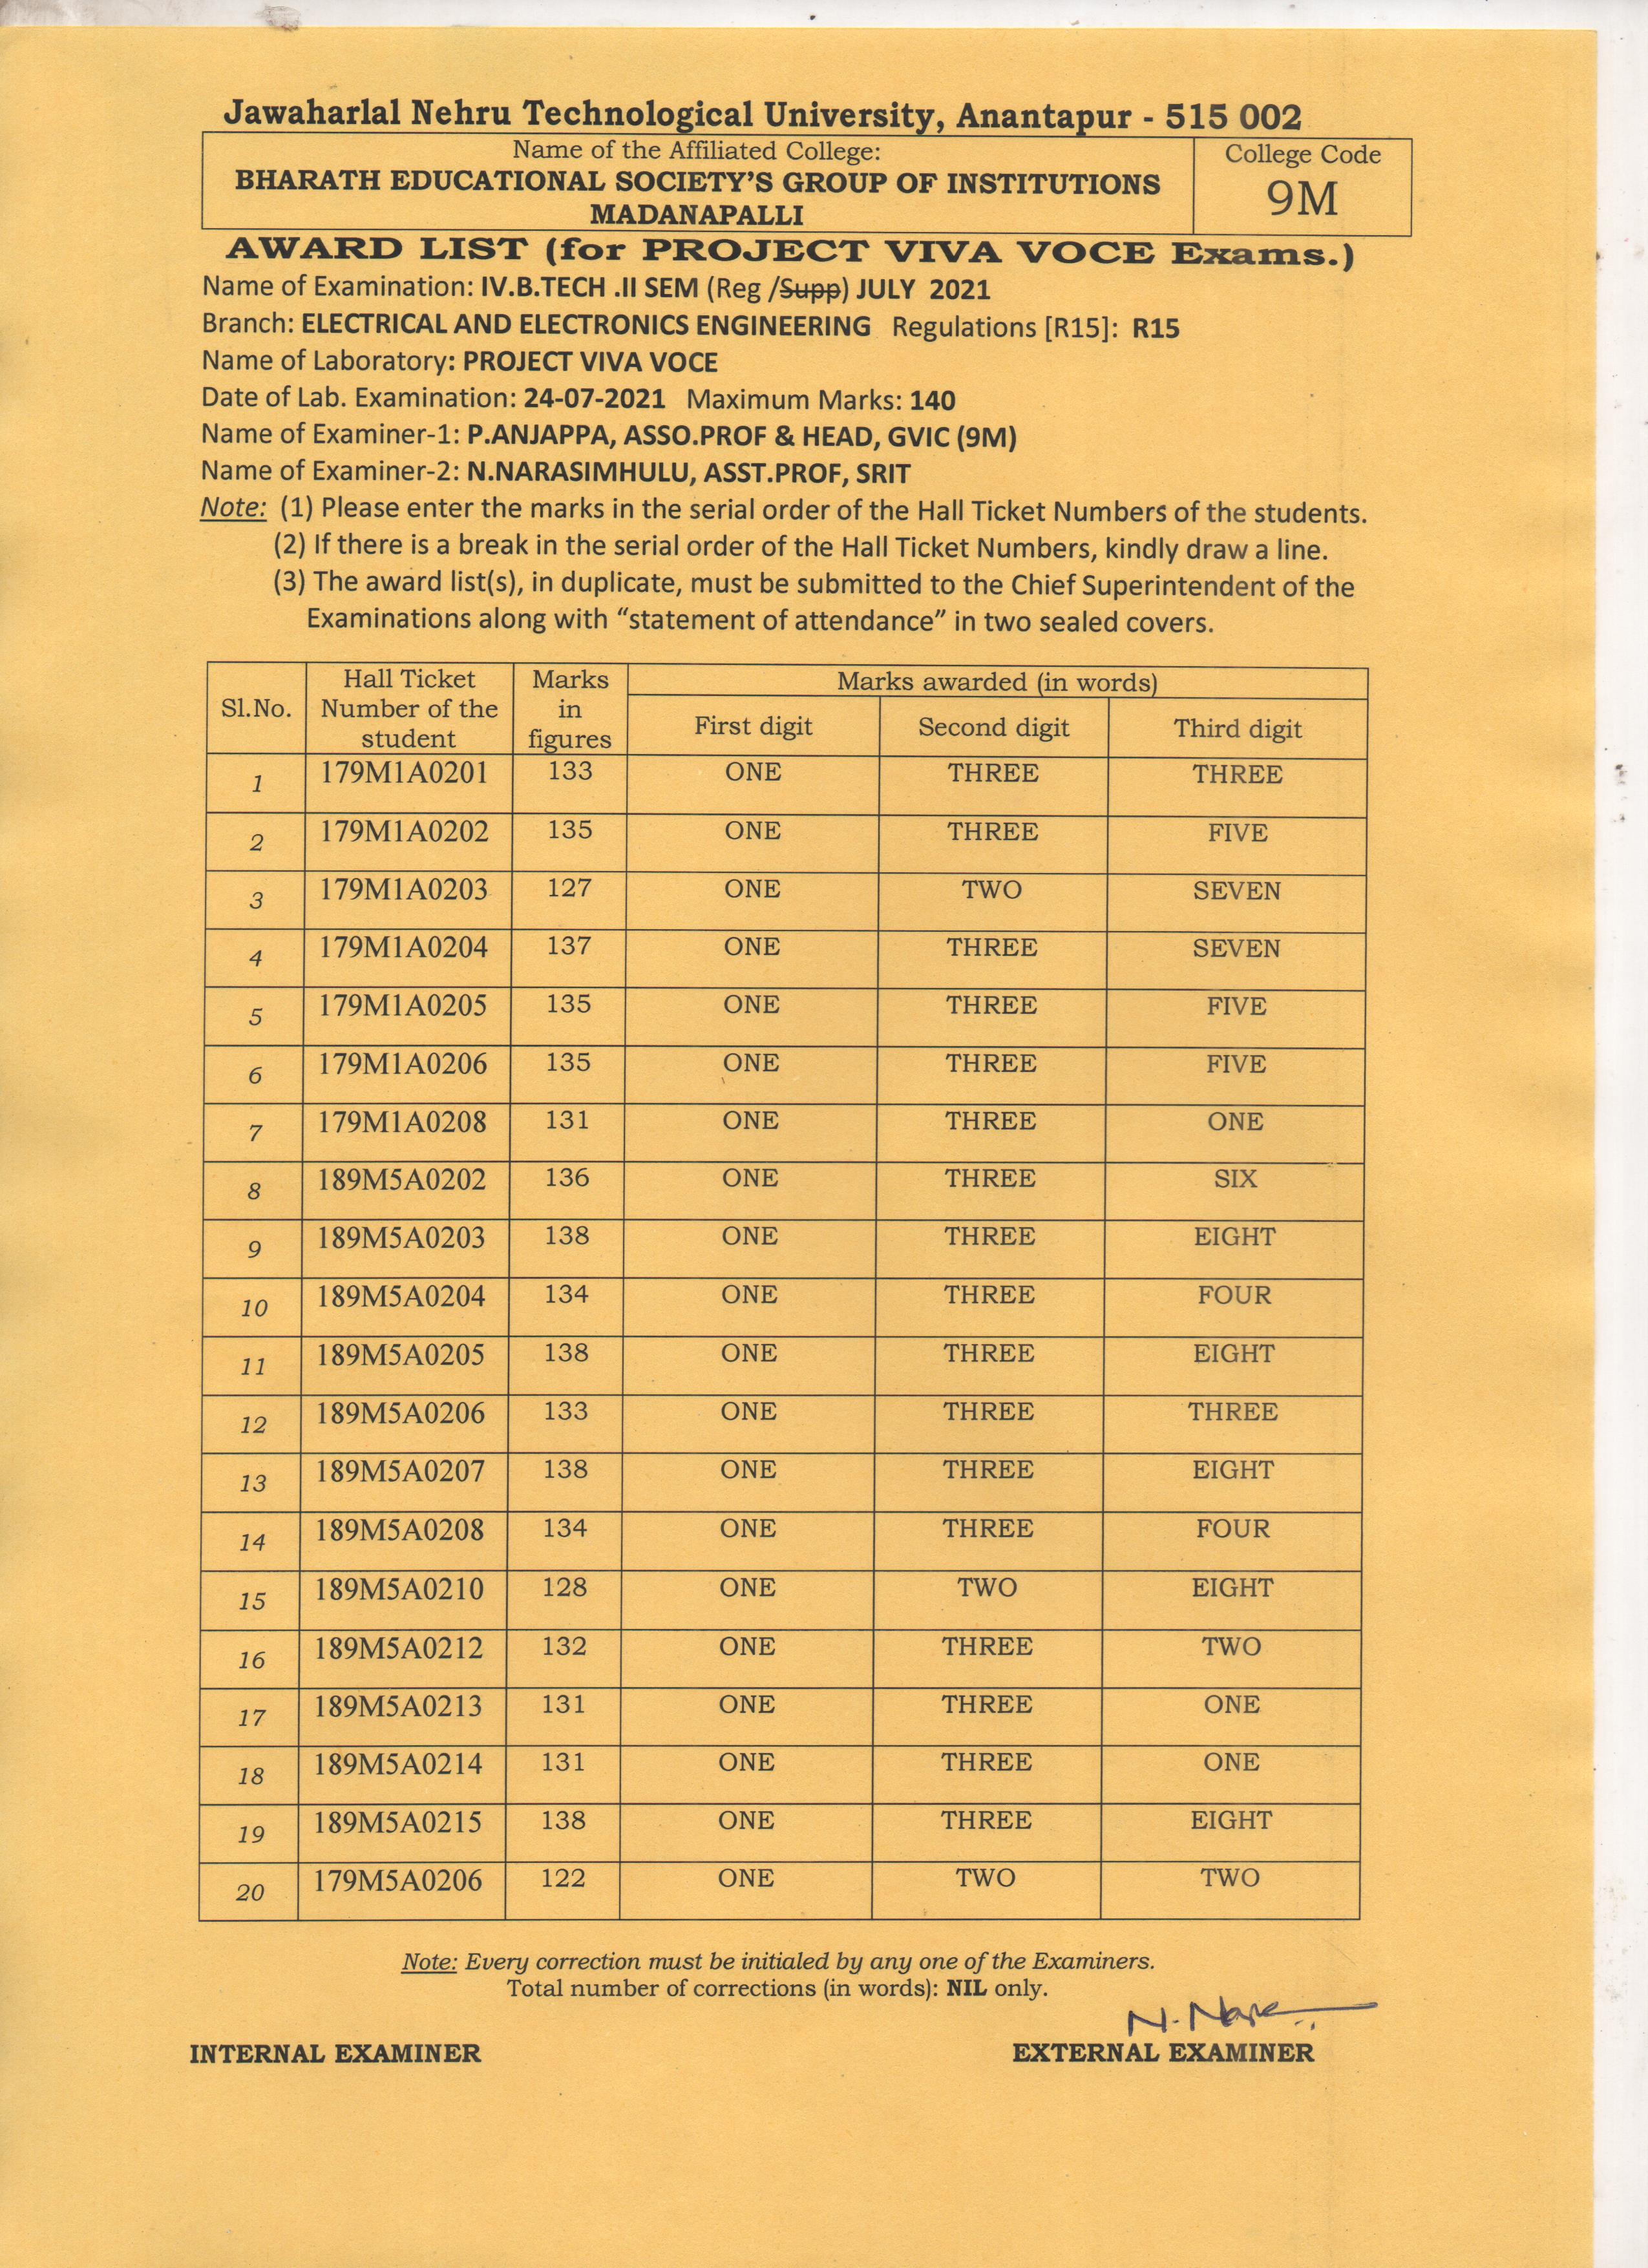 Jawaharlal Nehru Technological University, Anantapur - 515 002
Name of the Affiliated College:
BHARATH EDUCATIONAL SOCIETY'S GROUP OF INSTITUTIONS
MADANAPALLI
College Code
9M
AWARD LIST (for PROJECT VIVA VOCE Exams.)
Name of Examination: IV.B.TECH .II SEM (Reg /Supp) JULY 2021
Branch: ELECTRICAL AND ELECTRONICS ENGINEERING Regulations [R15]: R15
Name of Laboratory: PROJECT VIVA VOCE
Date of Lab. Examination: 24-07-2021 Maximum Marks: 140
Name of Examiner-1: P.ANJAPPA, ASSO.PROF & HEAD, GVIC (9M)
Name of Examiner-2: N.NARASIMHULU, ASST.PROF, SRIT
Note: (1) Please enter the marks in the serial order of the Hall Ticket Numbers of the students.
(2) If there is a break in the serial order of the Hall Ticket Numbers, kindly draw a line.
(3) The award list(s), in duplicate, must be submitted to the Chief Superintendent of the
Examinations along with “statement of attendance” in two sealed covers.
Sl.No. Hall Ticket Number of the student Marks in figures Marks awarded (in words)
First digit Second digit Third digit
1 179M1A0201 133 ONE THREE THREE
2 179M1A0202 135 ONE THREE FIVE
3 179M1A0203 127 ONE TWO SEVEN
4 179M1A0204 137 ONE THREE SEVEN
5 179M1A0205 135 ONE THREE FIVE
6 179M1A0206 135 ONE THREE FIVE
7 179M1A0208 131 ONE THREE ONE
8 189M5A0202 136 ONE THREE SIX
9 189M5A0203 138 ONE THREE EIGHT
10 189M5A0204 134 ONE THREE FOUR
11 189M5A0205 138 ONE THREE EIGHT
12 189M5A0206 133 ONE THREE THREE
13 189M5A0207 138 ONE THREE EIGHT
14 189M5A0208 134 ONE THREE FOUR
15 189M5A0210 128 ONE TWO EIGHT
16 189M5A0212 132 ONE THREE TWO
17 189M5A0213 131 ONE THREE ONE
18 189M5A0214 131 ONE THREE ONE
19 189M5A0215 138 ONE THREE EIGHT
20 179M5A0206 122 ONE TWO TWO
Note: Every correction must be initialed by any one of the Examiners.
Total number of corrections (in words): NIL only.
INTERNAL EXAMINER EXTERNAL EXAMINER